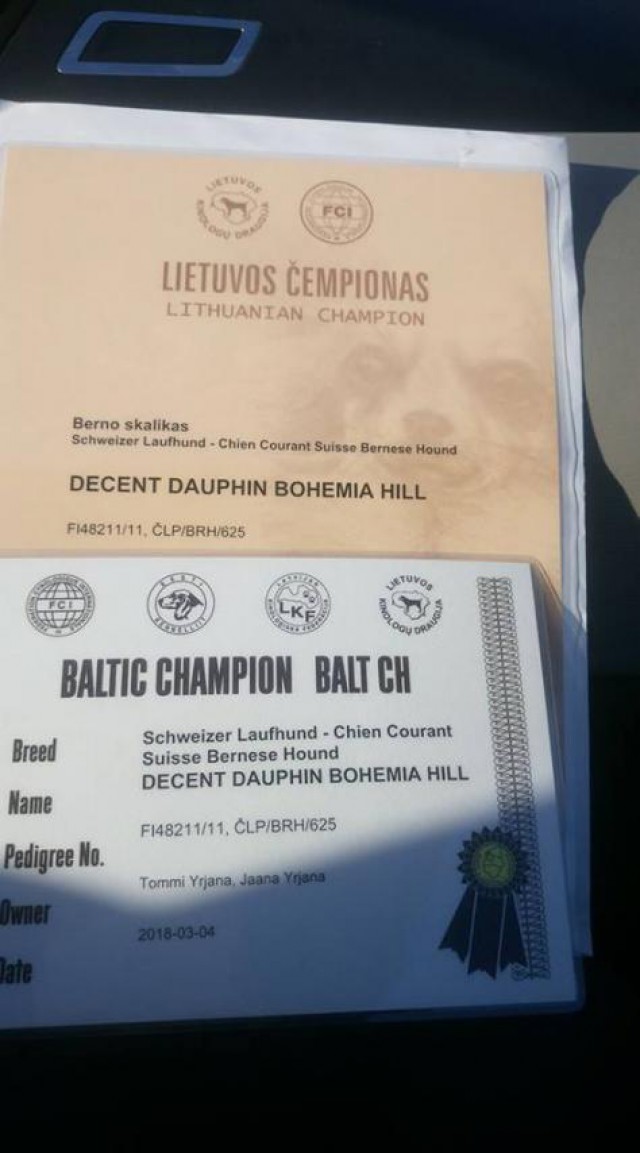 LIETUVOS
KINOLOGŲ DRAUGIJA
FCI
LIETUVOS ČEMPIONAS
LITHUANIAN CHAMPION
Berno skalikas
Schweizer Laufhund - Chien Courant Suisse Bernese Hound
DECENT DAUPHIN BOHEMIA HILL
FI48211/11, ČLP/BRH/625
FCI
LKF
LIETUVOS
KINOLOGŲ DRAUGIJA
BALTIC CHAMPION BALT CH
Breed
Schweizer Laufhund - Chien Courant
Suisse Bernese Hound
Name
DECENT DAUPHIN BOHEMIA HILL
Pedigree No.
FI48211/11, ČLP/BRH/625
Owner
Tommi Yrjana, Jaana Yrjana
Date
2018-03-04